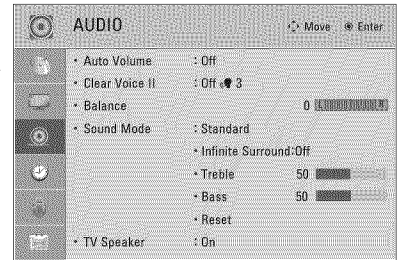 AUDIO
Move Enter
• Auto Volume : Off
• Clear Voice II : Off 3
• Balance 0 L R
• Sound Mode : Standard
• Infinite Surround:Off
• Treble 50
• Bass 50
• Reset
• TV Speaker : On